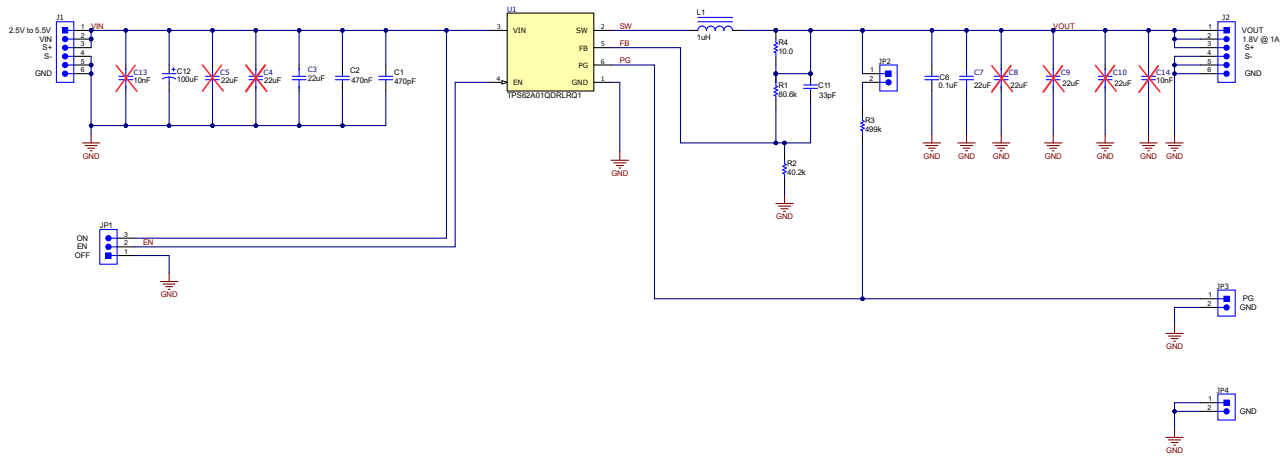 J1
2.5V to 5.5V
VIN
S+
S-
GND
1
2
3
4
5
6
VIN
C13
10nF
C12
100uF
+
C5
22uF
C4
22uF
C3
22uF
C2
470nF
C1
470pF
GND
U1
3
VIN
4
EN
SW
2
FB
5
PG
6
GND
1
TPS62A01QDRLRQ1
SW
FB
PG
GND
L1
1uH
R4
10.0
R1
80.6k
C11
33pF
R2
40.2k
GND
JP2
1
2
R3
499k
VOUT
C6
0.1uF
C7
22uF
C8
22uF
C9
22uF
C10
22uF
C14
10nF
GND
GND
GND
GND
GND
GND
GND
J2
1
2
3
4
5
6
VOUT
1.8V @ 1A
S+
S-
GND
JP1
ON
EN
OFF
3
2
1
EN
GND
JP3
1
2
PG
GND
GND
JP4
1
2
GND
GND